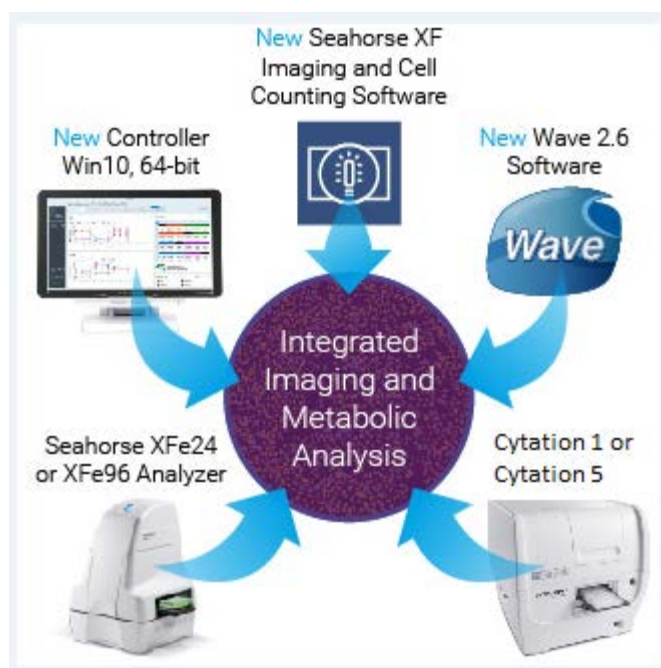 New Seahorse XF
Imaging and Cell
Counting Software
New Controller
Win10, 64-bit
New Wave 2.6
Software
Wave
Integrated
Imaging and
Metabolic
Analysis
Seahorse XFe24
or XFe96 Analyzer
Cytation 1 or
Cytation 5